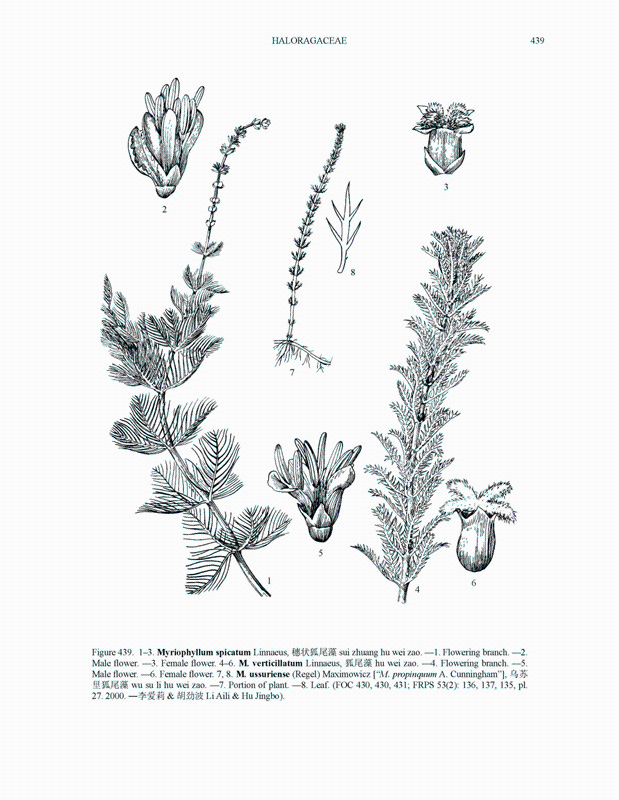 HALORAGACEAE 439
2
3
8
7
5
1
4
6
Figure 439. 1–3. Myriophyllum spicatum Linnaeus, 穗状狐尾藻 sui zhuang hu wei zao. —1. Flowering branch. —2.
Male flower. —3. Female flower. 4–6. M. verticillatum Linnaeus, 狐尾藻 hu wei zao. —4. Flowering branch. —5.
Male flower. —6. Female flower. 7, 8. M. ussuriense (Regel) Maximowicz [“M. propinquum A. Cunningham”], 乌苏
里狐尾藻 wu su li hu wei zao. —7. Portion of plant. —8. Leaf. (FOC 430, 430, 431; FRPS 53(2): 136, 137, 135, pl.
27. 2000. —李爱莉 & 胡劲波 Li Aili & Hu Jingbo).